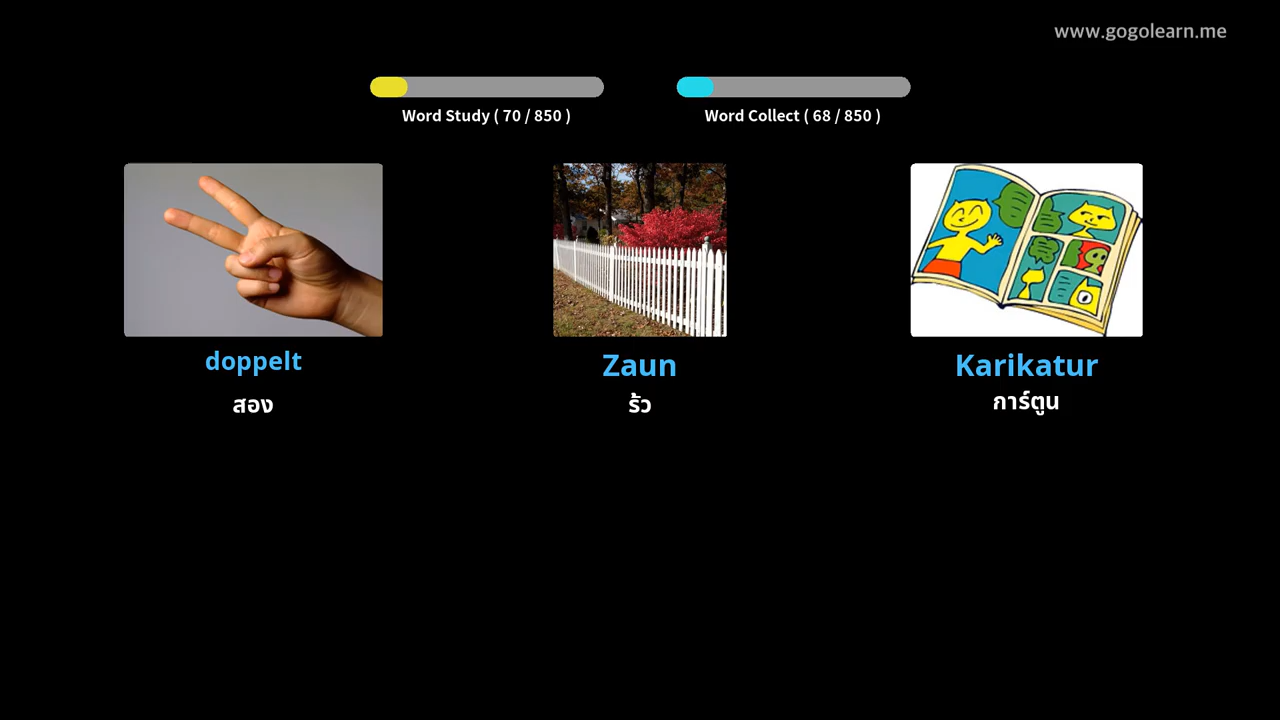 www.gogolearn.me
Word Study ( 70 / 850 )
Word Collect ( 68 / 850 )
doppelt
Zaun
Karikatur
สอง
รั้ว
การ์ตูน